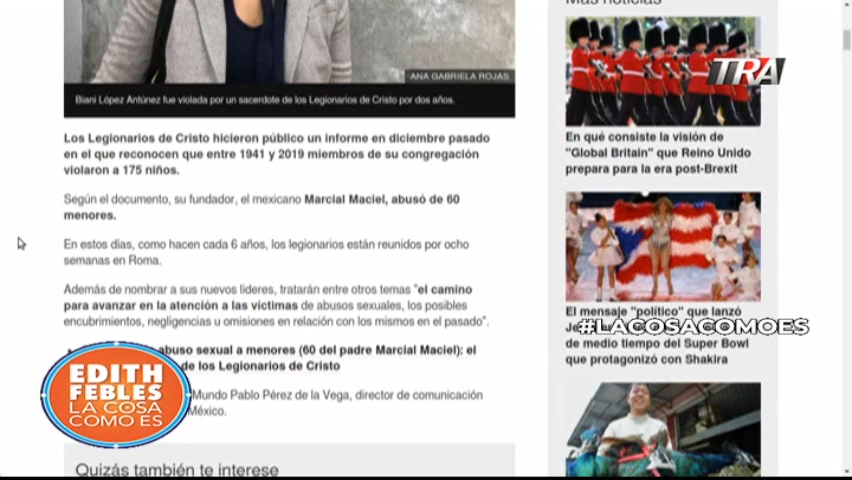 ANA GABRIELA ROJAS
Biani López Antúnez fue violada por un sacerdote de los Legionarios de Cristo por dos años.
Los Legionarios de Cristo hicieron público un informe en diciembre pasado
en el que reconocen que entre 1941 y 2019 miembros de su congregación
violaron a 175 niños.
Según el documento, su fundador, el mexicano Marcial Maciel, abusó de 60
menores.
En estos días, como hacen cada 6 años, los legionarios están reunidos por ocho
semanas en Roma.
Además de nombrar a sus nuevos líderes, tratarán entre otros temas "el camino
para avanzar en la atención a las víctimas de abusos sexuales, los posibles
encubrimientos, negligencias u omisiones en relación con los mismos en el pasado".
abuso sexual a menores (60 del padre Marcial Maciel): el
de los Legionarios de Cristo
Mundo Pablo Pérez de la Vega, director de comunicación
México.
Quizás también te interese
EDITH
FEBLES
LA COSA
COMO ES
Más noticias
TRA
En qué consiste la visión de
"Global Britain" que Reino Unido
prepara para la era post-Brexit
El mensaje "político" que lanzó
#LACOSACOMOES
de medio tiempo del Super Bowl
que protagonizó con Shakira